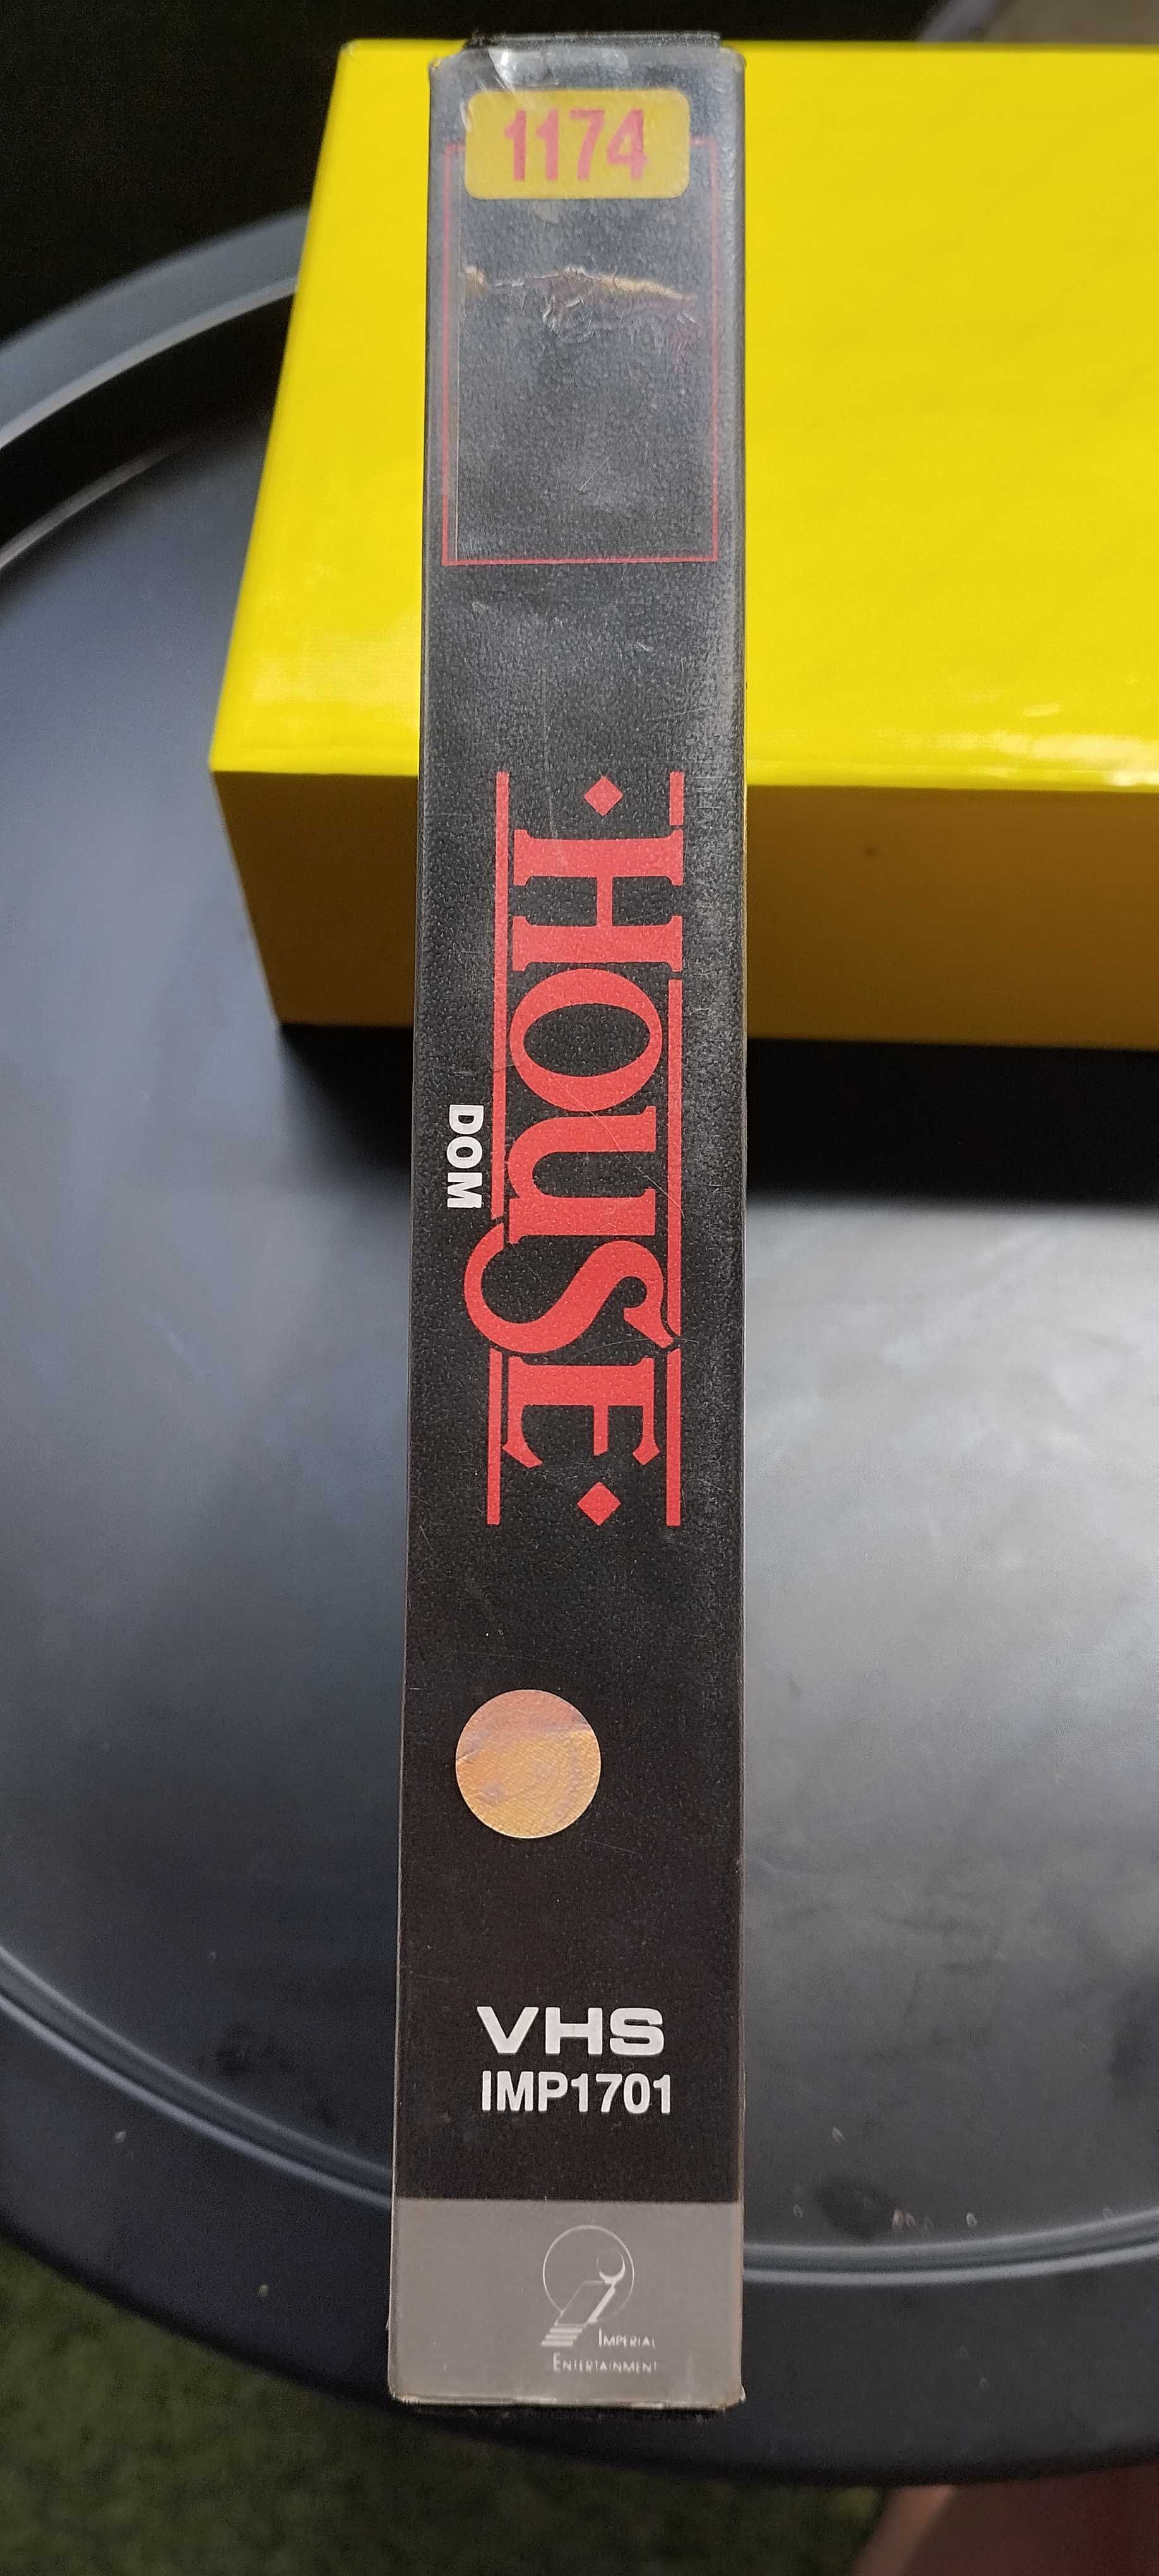 1174
HOUSE
DOM
VHS
IMP1701
IMPERIAL
ENTERTAINMENT